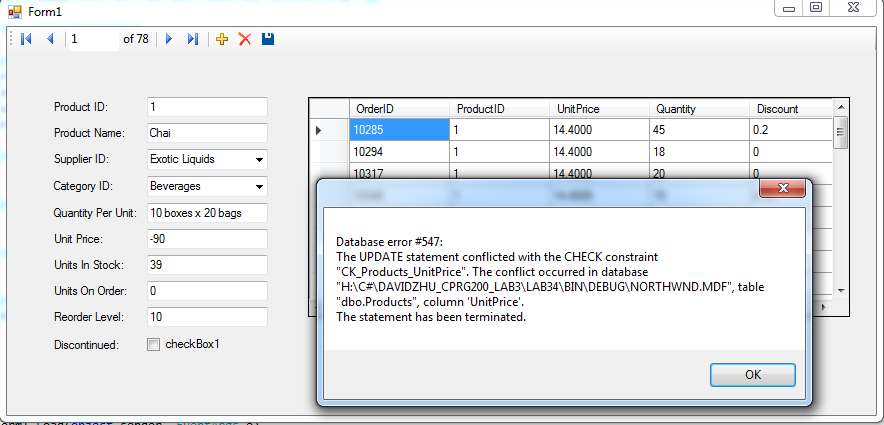 Form1
1 of 78
Product ID: 1
Product Name: Chai
Supplier ID: Exotic Liquids
Category ID: Beverages
Quantity Per Unit: 10 boxes x 20 bags
Unit Price: -90
Units In Stock: 39
Units On Order: 0
Reorder Level: 10
Discontinued: checkBox1
OrderID ProductID UnitPrice Quantity Discount
10285 1 14.4000 45 0.2
10294 1 14.4000 18 0
10317 1 14.4000 20 0
Database error #547:
The UPDATE statement conflicted with the CHECK constraint
"CK_Products_UnitPrice". The conflict occurred in database
"H:\C#\DAVIDZHU_CPRG200_LAB3\LAB34\BIN\DEBUG\NORTHWND.MDF", table
"dbo.Products", column 'UnitPrice'.
The statement has been terminated.
OK